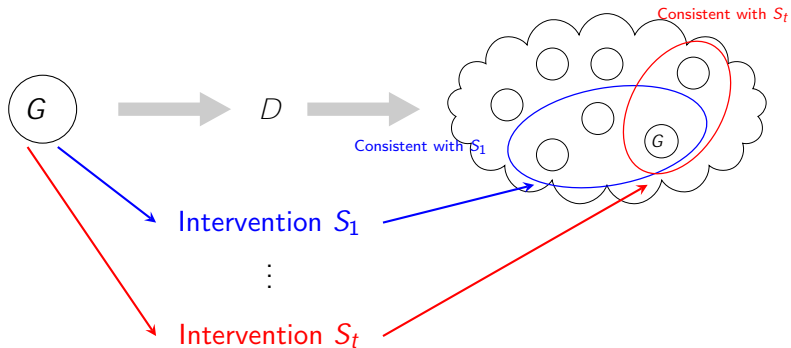 Consistent with S_t
G
D
Consistent with S_1
G
Intervention S_1
⋮
Intervention S_t